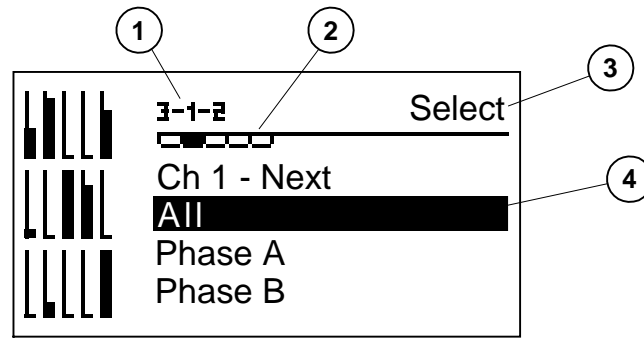 1
2
3
3-1-2
Select
Ch 1 - Next
All
4
Phase A
Phase B